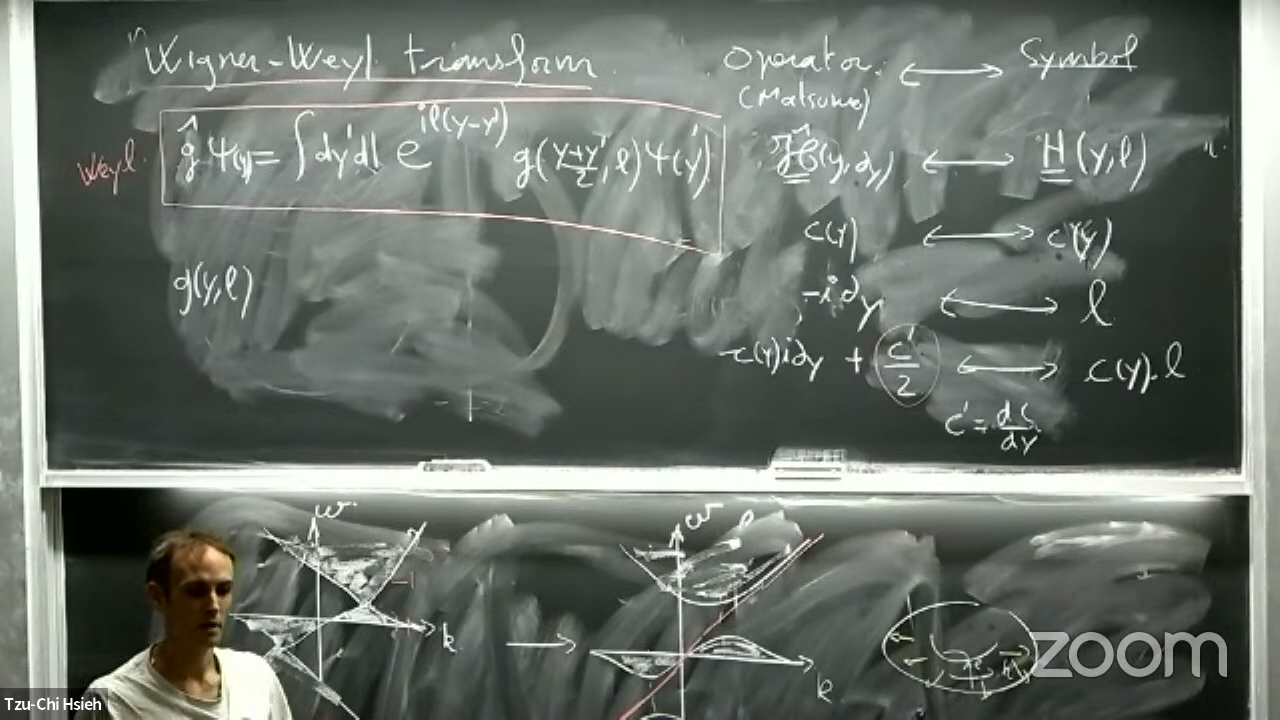 Wigner-Weyl transform
Operator ⟷ Symbol
(Matsuno)
Weyl
ĝ Ψ(y) = ∫ dy' dl e^{il(y-y')} g(y+y'/2, l) Ψ(y')
(y, ∂y) ⟷ H(y, l)
c(y) ⟷ c(y)
g(y, l)
-i∂y ⟷ l
-c(y)i∂y + c'/2 ⟷ c(y).l
c' = dc/dy
ω
ω
k
k
zoom
Tzu-Chi Hsieh